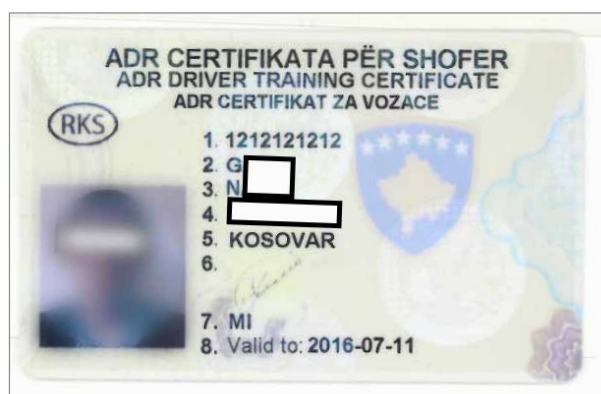 ADR CERTIFIKATA PËR SHOFER
ADR DRIVER TRAINING CERTIFICATE
ADR CERTIFIKAT ZA VOZACE
RKS
1. 1212121212
2. G
3. N
4.
5. KOSOVAR
6.
7. MI
8. Valid to: 2016-07-11